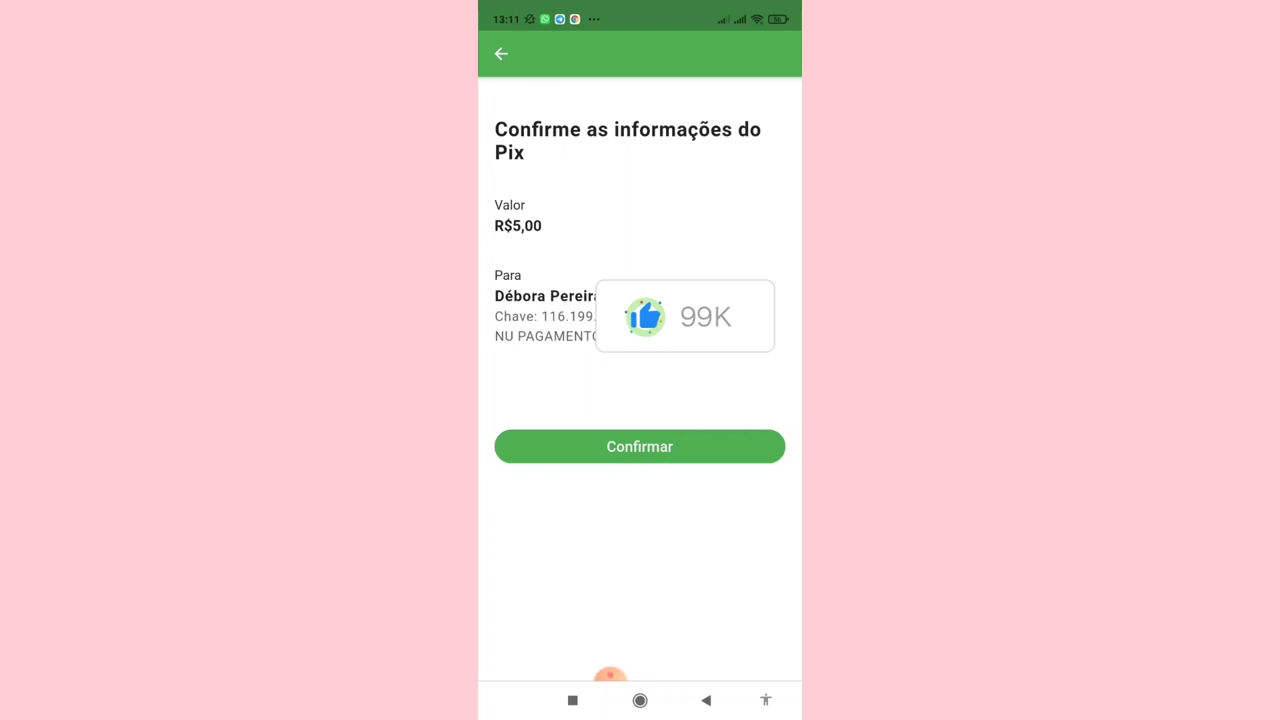 13:11
56
Confirme as informações do
Pix
Valor
R$5,00
Para
Débora Pereira
Chave: 116.199.
NU PAGAMENTO
99K
Confirmar